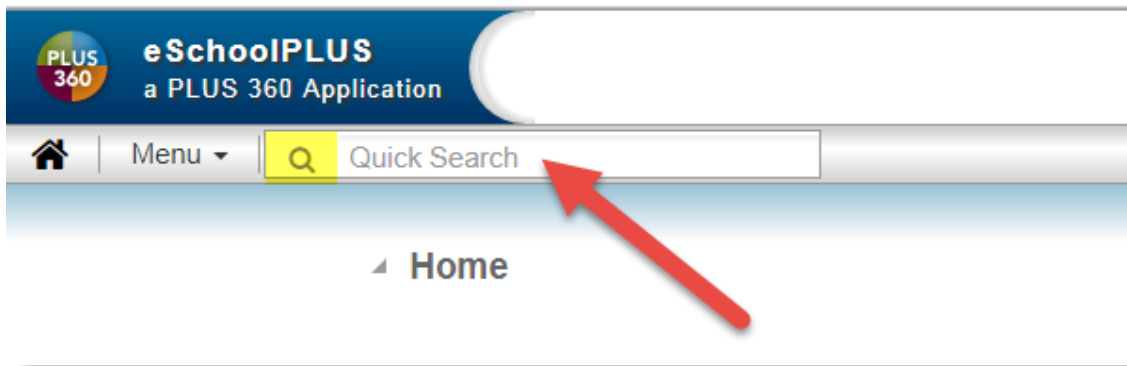 PLUS
360
eSchoolPLUS
a PLUS 360 Application
Menu
Quick Search
Home